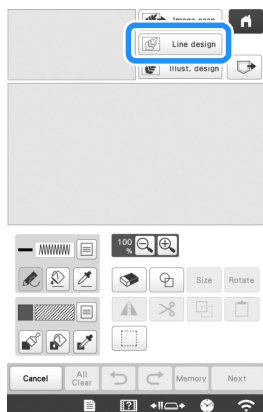 Image scan
Line design
Illust. design
100
%
Size
Rotate
Cancel
All
Clear
Memory
Next